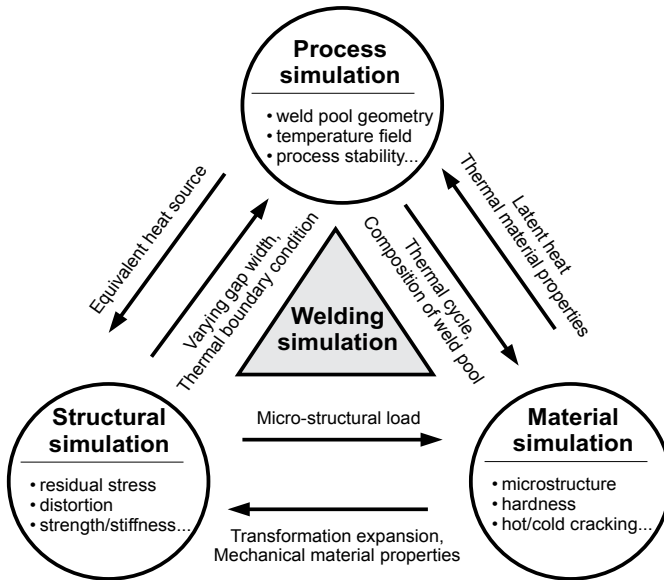 Process
simulation
• weld pool geometry
• temperature field
• process stability...
Equivalent heat source
Varying gap width,
Thermal boundary condition
Thermal cycle,
Composition of weld pool
Latent heat
Thermal material properties
Welding
simulation
Structural
simulation
• residual stress
• distortion
• strength/stiffness...
Micro-structural load
Transformation expansion,
Mechanical material properties
Material
simulation
• microstructure
• hardness
• hot/cold cracking...